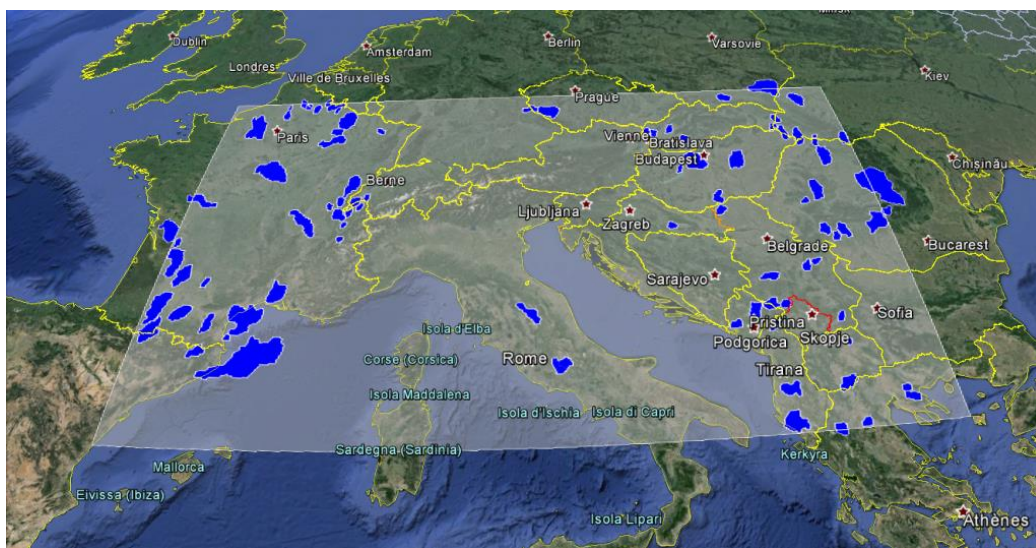 Dublin
Amsterdam
Berlin
Varsovie
Londres
Ville de Bruxelles
Kiev
Prague
Paris
Vienne
Bratislava
Budapest
Chişinău
Berne
Ljubljana
Zagreb
Belgrade
Bucarest
Sarajevo
Isola d'Elba
Pristina
Sofia
Podgorica
Skopje
Corse (Corsica)
Rome
Tirana
Isola Maddalena
Isola d'Ischia
Isola di Capri
Sardegna (Sardinia)
Kerkyra
Mallorca
Eivissa (Ibiza)
Isola Lipari
Athènes